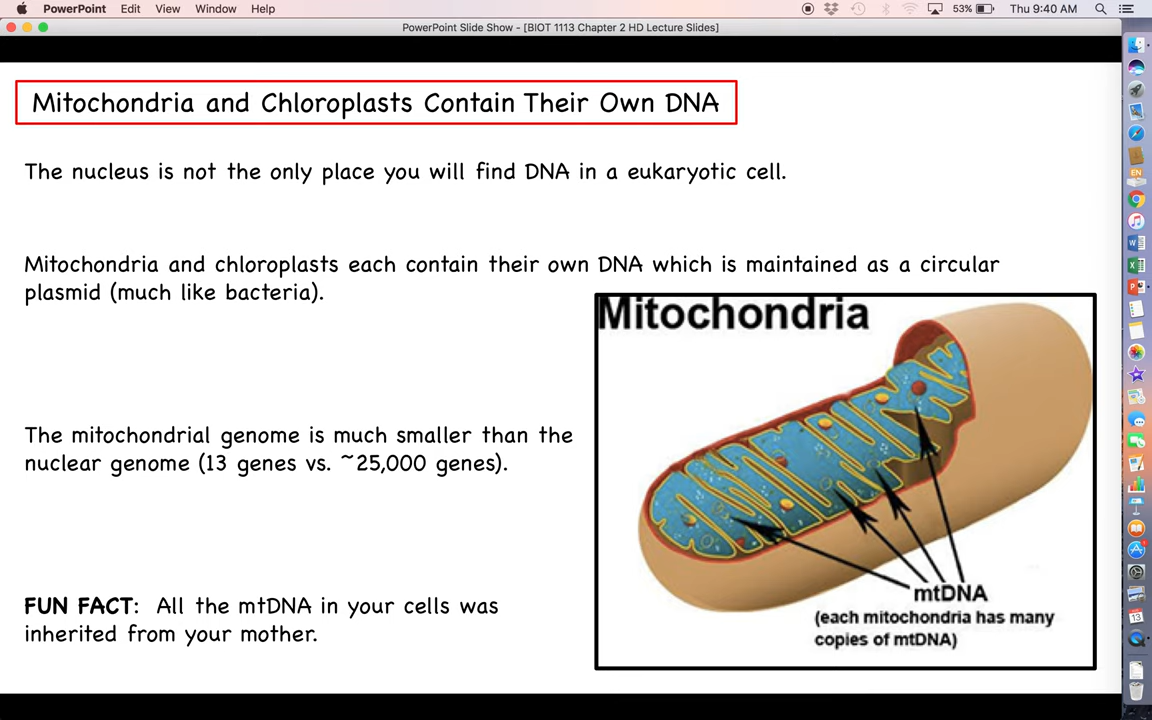 PowerPoint Edit View Window Help 53% Thu 9:40 AM
PowerPoint Slide Show - [BIOT 1113 Chapter 2 HD Lecture Slides]
Mitochondria and Chloroplasts Contain Their Own DNA
The nucleus is not the only place you will find DNA in a eukaryotic cell.
Mitochondria and chloroplasts each contain their own DNA which is maintained as a circular
plasmid (much like bacteria).
Mitochondria
The mitochondrial genome is much smaller than the
nuclear genome (13 genes vs. ~25,000 genes).
mtDNA
(each mitochondria has many
copies of mtDNA)
FUN FACT: All the mtDNA in your cells was
inherited from your mother.
EN
13